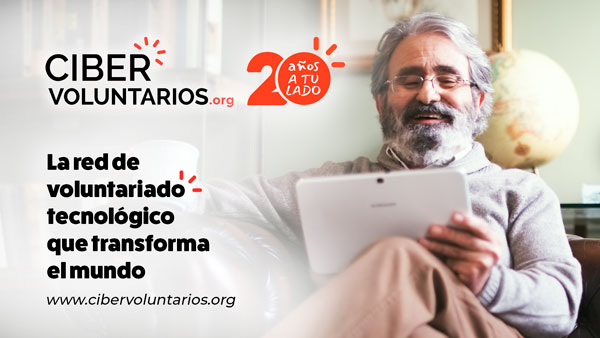 CIBER
VOLUNTARIOS.org
20 años
A TU
LADO
La red de
voluntariado
tecnológico
que transforma
el mundo
www.cibervoluntarios.org
SAMSUNG